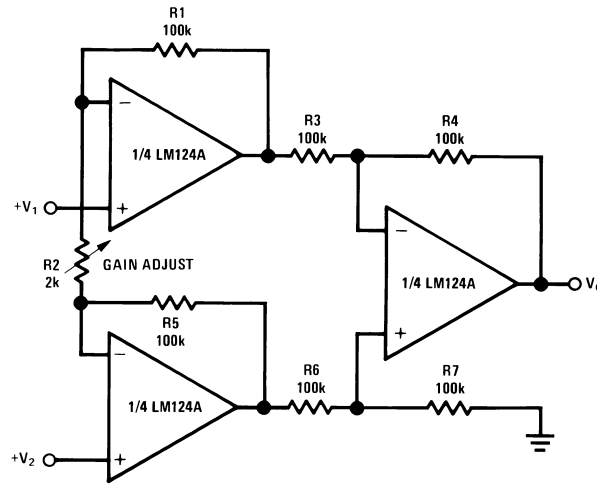 R1
100k
−
1/4 LM124A
+V1
+
R3
100k
R4
100k
R2
2k
GAIN ADJUST
−
1/4 LM124A
+
R5
100k
−
1/4 LM124A
+V2
+
R6
100k
R7
100k